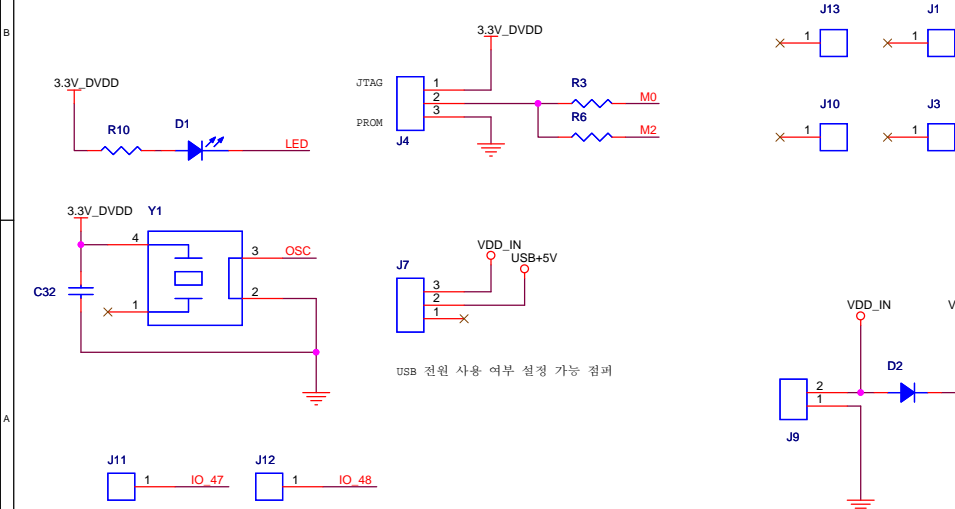 B
J13
J1
1
1
3.3V_DVDD
3.3V_DVDD
JTAG
1
2
3
PROM
J4
R3
M0
R6
M2
R10
D1
LED
J10
J3
1
1
3.3V_DVDD
Y1
4
3
OSC
C32
1
2
VDD_IN
USB+5V
J7
3
2
1
USB 전원 사용 여부 설정 가능 점퍼
VDD_IN
V
D2
2
1
J9
A
J11
1
IO_47
J12
1
IO_48